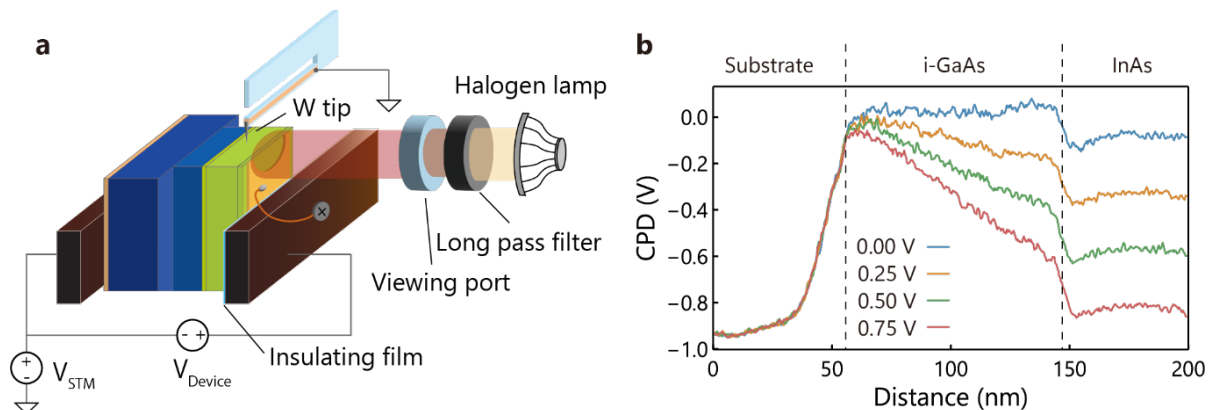 a
W tip
Halogen lamp
Long pass filter
Viewing port
Insulating film
V_STM
V_Device
+
-
- +
×
b
Substrate
i-GaAs
InAs
CPD (V)
0.0
−0.2
−0.4
−0.6
−0.8
−1.0
0.00 V
0.25 V
0.50 V
0.75 V
0
50
100
150
200
Distance (nm)